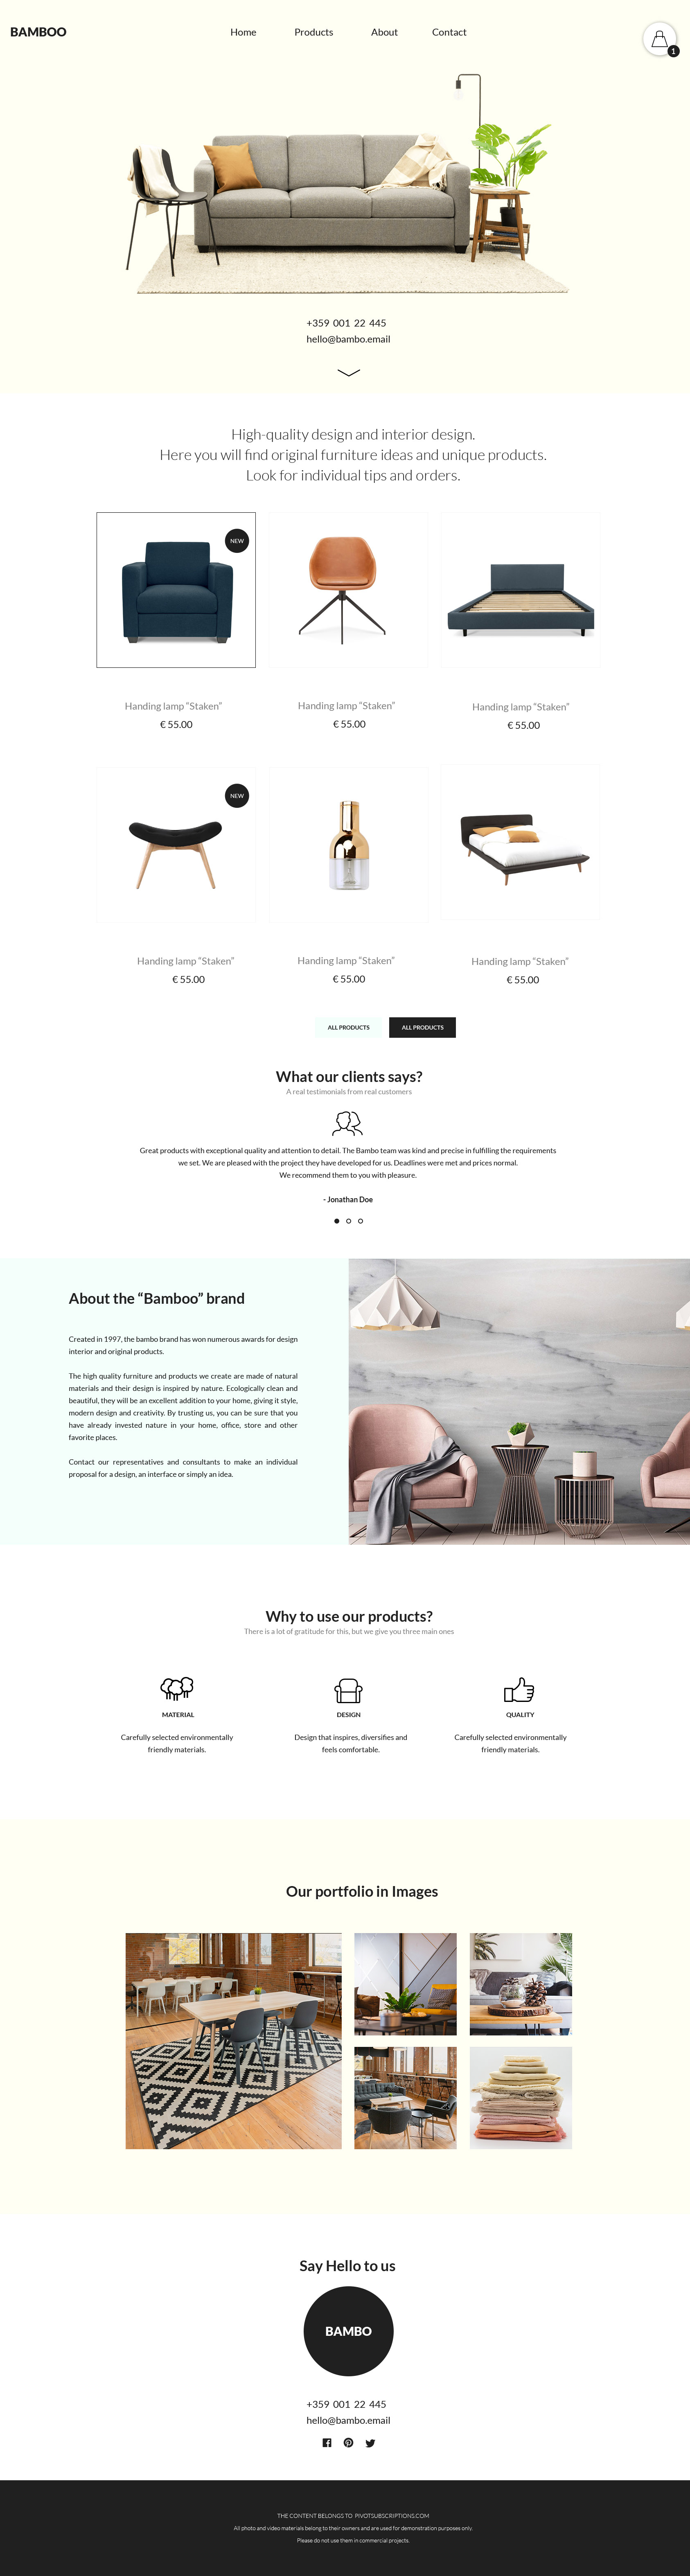 BAMBOO
Home Products About Contact
1
+359 001 22 445
hello@bambo.email
High-quality design and interior design.
Here you will find original furniture ideas and unique products.
Look for individual tips and orders.
NEW
Handing lamp “Staken”
€ 55.00
Handing lamp “Staken”
€ 55.00
Handing lamp “Staken”
€ 55.00
NEW
Handing lamp “Staken”
€ 55.00
Handing lamp “Staken”
€ 55.00
Handing lamp “Staken”
€ 55.00
ALL PRODUCTS
ALL PRODUCTS
What our clients says?
A real testimonials from real customers
Great products with exceptional quality and attention to detail. The Bambo team was kind and precise in fulfilling the requirements
we set. We are pleased with the project they have developed for us. Deadlines were met and prices normal.
We recommend them to you with pleasure.
- Jonathan Doe
About the “Bamboo” brand
Created in 1997, the bambo brand has won numerous awards for design
interior and original products.
The high quality furniture and products we create are made of natural
materials and their design is inspired by nature. Ecologically clean and
beautiful, they will be an excellent addition to your home, giving it style,
modern design and creativity. By trusting us, you can be sure that you
have already invested nature in your home, office, store and other
favorite places.
Contact our representatives and consultants to make an individual
proposal for a design, an interface or simply an idea.
Why to use our products?
There is a lot of gratitude for this, but we give you three main ones
MATERIAL
Carefully selected environmentally
friendly materials.
DESIGN
Design that inspires, diversifies and
feels comfortable.
QUALITY
Carefully selected environmentally
friendly materials.
Our portfolio in Images
Say Hello to us
BAMBO
+359 001 22 445
hello@bambo.email
THE CONTENT BELONGS TO PIVOTSUBSCRIPTIONS.COM
All photo and video materials belong to their owners and are used for demonstration purposes only.
Please do not use them in commercial projects.